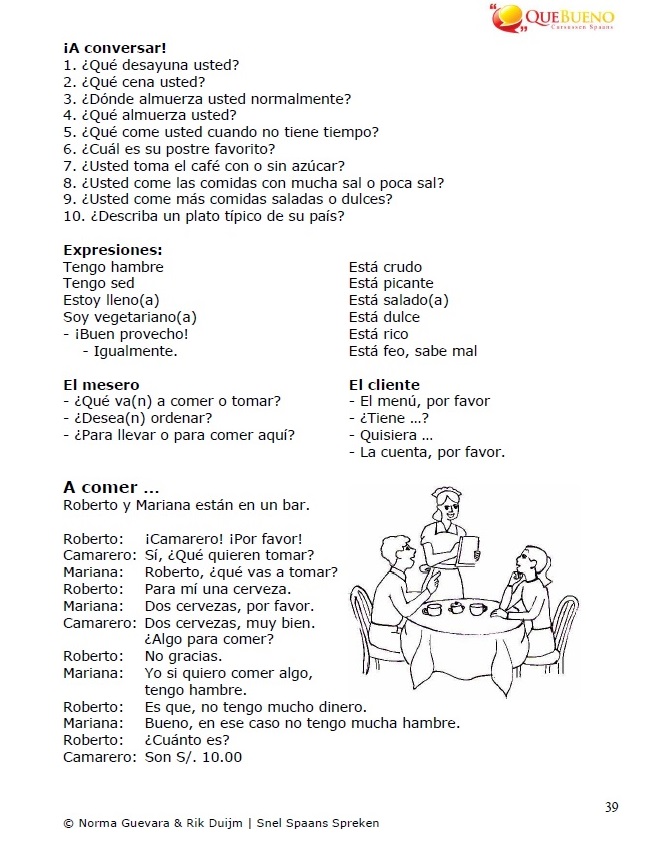 QUEBUENO
Cursussen Spaans
¡A conversar!
1. ¿Qué desayuna usted?
2. ¿Qué cena usted?
3. ¿Dónde almuerza usted normalmente?
4. ¿Qué almuerza usted?
5. ¿Qué come usted cuando no tiene tiempo?
6. ¿Cuál es su postre favorito?
7. ¿Usted toma el café con o sin azúcar?
8. ¿Usted come las comidas con mucha sal o poca sal?
9. ¿Usted come más comidas saladas o dulces?
10. ¿Describa un plato típico de su país?
Expresiones:
Tengo hambre
Tengo sed
Estoy lleno(a)
Soy vegetariano(a)
- ¡Buen provecho!
- Igualmente.
Está crudo
Está picante
Está salado(a)
Está dulce
Está rico
Está feo, sabe mal
El mesero
- ¿Qué va(n) a comer o tomar?
- ¿Desea(n) ordenar?
- ¿Para llevar o para comer aquí?
El cliente
- El menú, por favor
- ¿Tiene ...?
- Quisiera ...
- La cuenta, por favor.
A comer ...
Roberto y Mariana están en un bar.
Roberto: ¡Camarero! ¡Por favor!
Camarero: Sí, ¿Qué quieren tomar?
Mariana: Roberto, ¿qué vas a tomar?
Roberto: Para mí una cerveza.
Mariana: Dos cervezas, por favor.
Camarero: Dos cervezas, muy bien.
¿Algo para comer?
Roberto: No gracias.
Mariana: Yo si quiero comer algo,
tengo hambre.
Roberto: Es que, no tengo mucho dinero.
Mariana: Bueno, en ese caso no tengo mucha hambre.
Roberto: ¿Cuánto es?
Camarero: Son S/. 10.00
39
© Norma Guevara & Rik Duijm | Snel Spaans Spreken